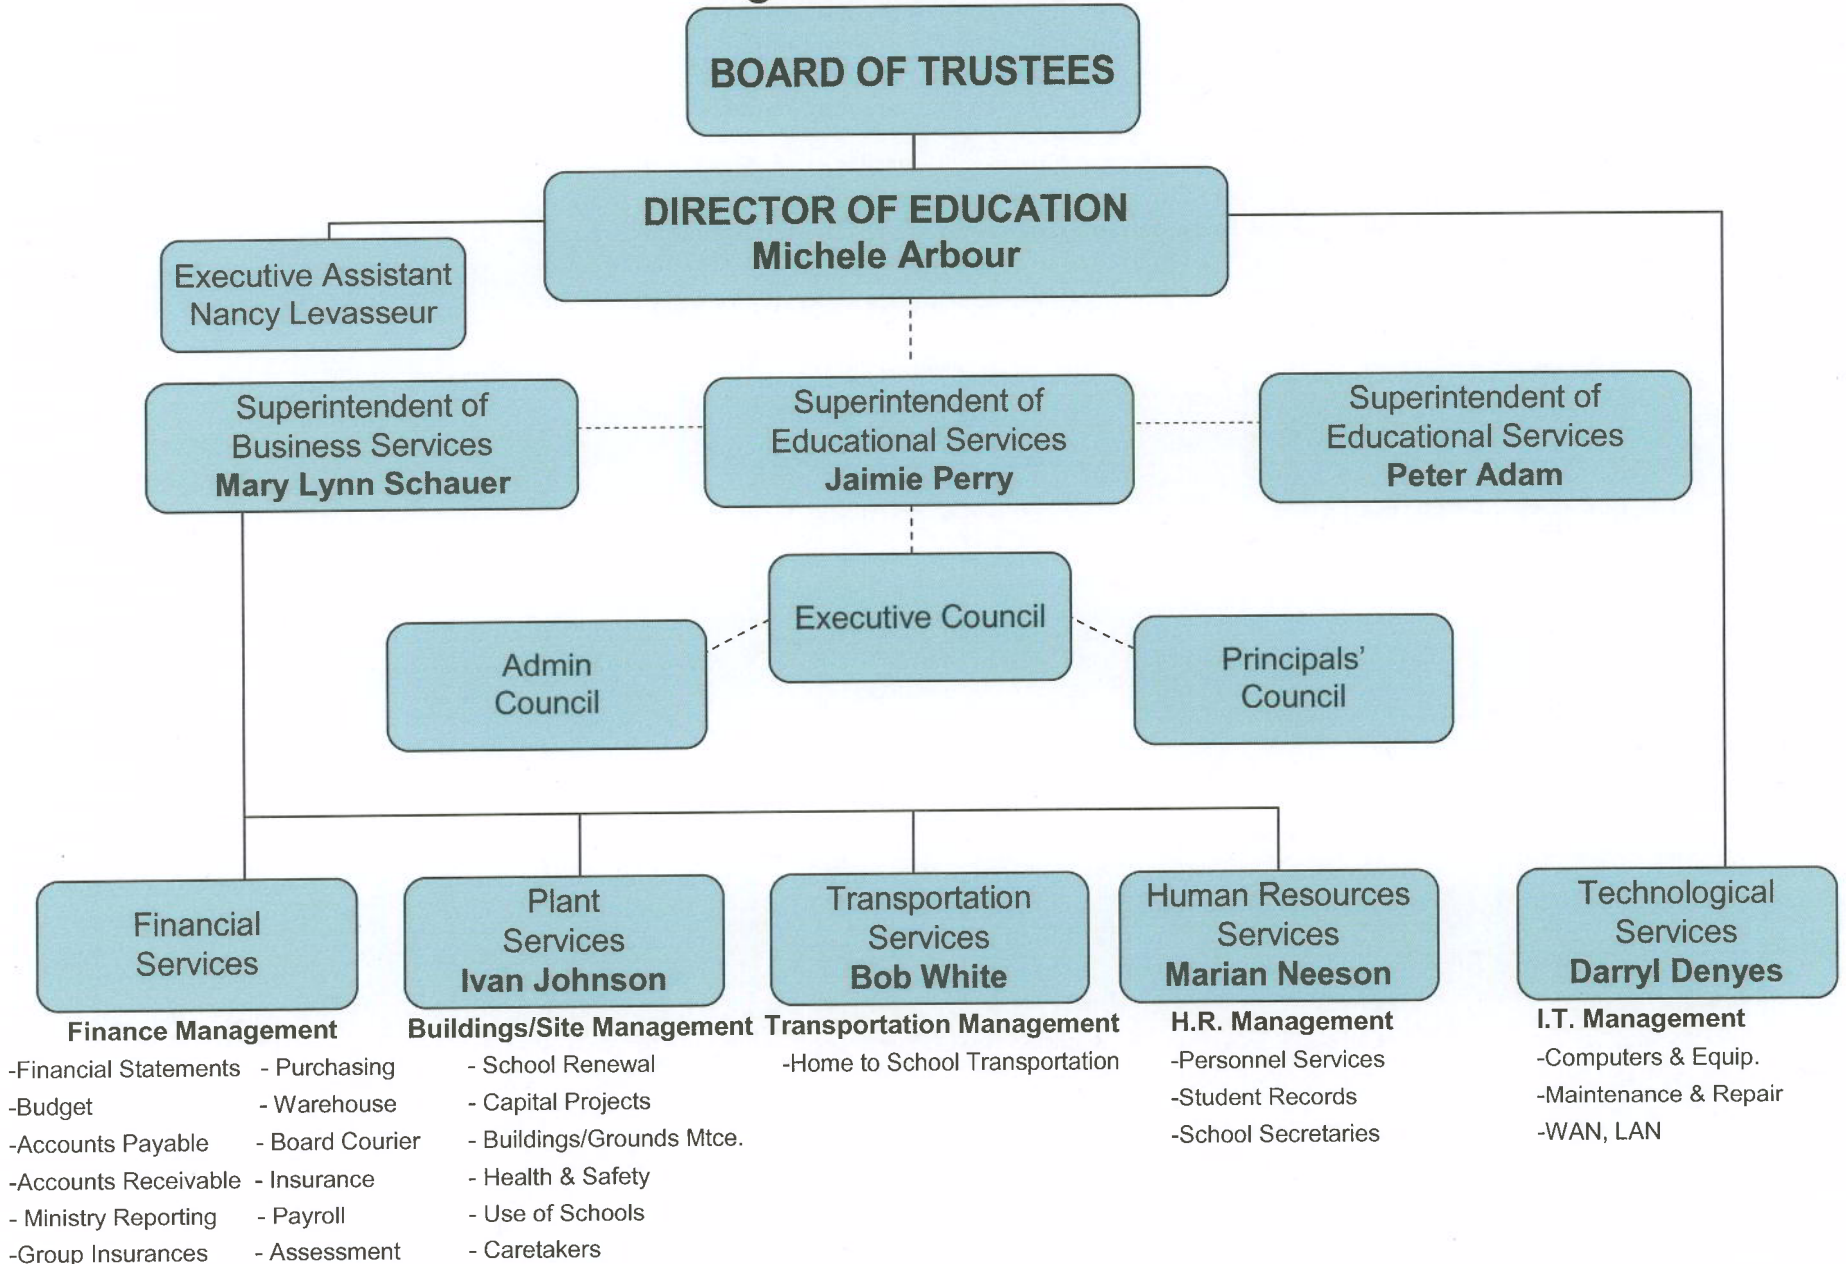 BOARD OF TRUSTEES
DIRECTOR OF EDUCATION
Michele Arbour
Executive Assistant
Nancy Levasseur
Superintendent of
Business Services
Mary Lynn Schauer
Superintendent of
Educational Services
Jaimie Perry
Superintendent of
Educational Services
Peter Adam
Executive Council
Admin
Council
Principals'
Council
Financial
Services
Plant
Services
Ivan Johnson
Transportation
Services
Bob White
Human Resources
Services
Marian Neeson
Technological
Services
Darryl Denyes
Finance Management
-Financial Statements
-Budget
-Accounts Payable
-Accounts Receivable
- Ministry Reporting
-Group Insurances
- Purchasing
- Warehouse
- Board Courier
- Insurance
- Payroll
- Assessment
Buildings/Site Management
- School Renewal
- Capital Projects
- Buildings/Grounds Mtce.
- Health & Safety
- Use of Schools
- Caretakers
Transportation Management
-Home to School Transportation
H.R. Management
-Personnel Services
-Student Records
-School Secretaries
I.T. Management
-Computers & Equip.
-Maintenance & Repair
-WAN, LAN